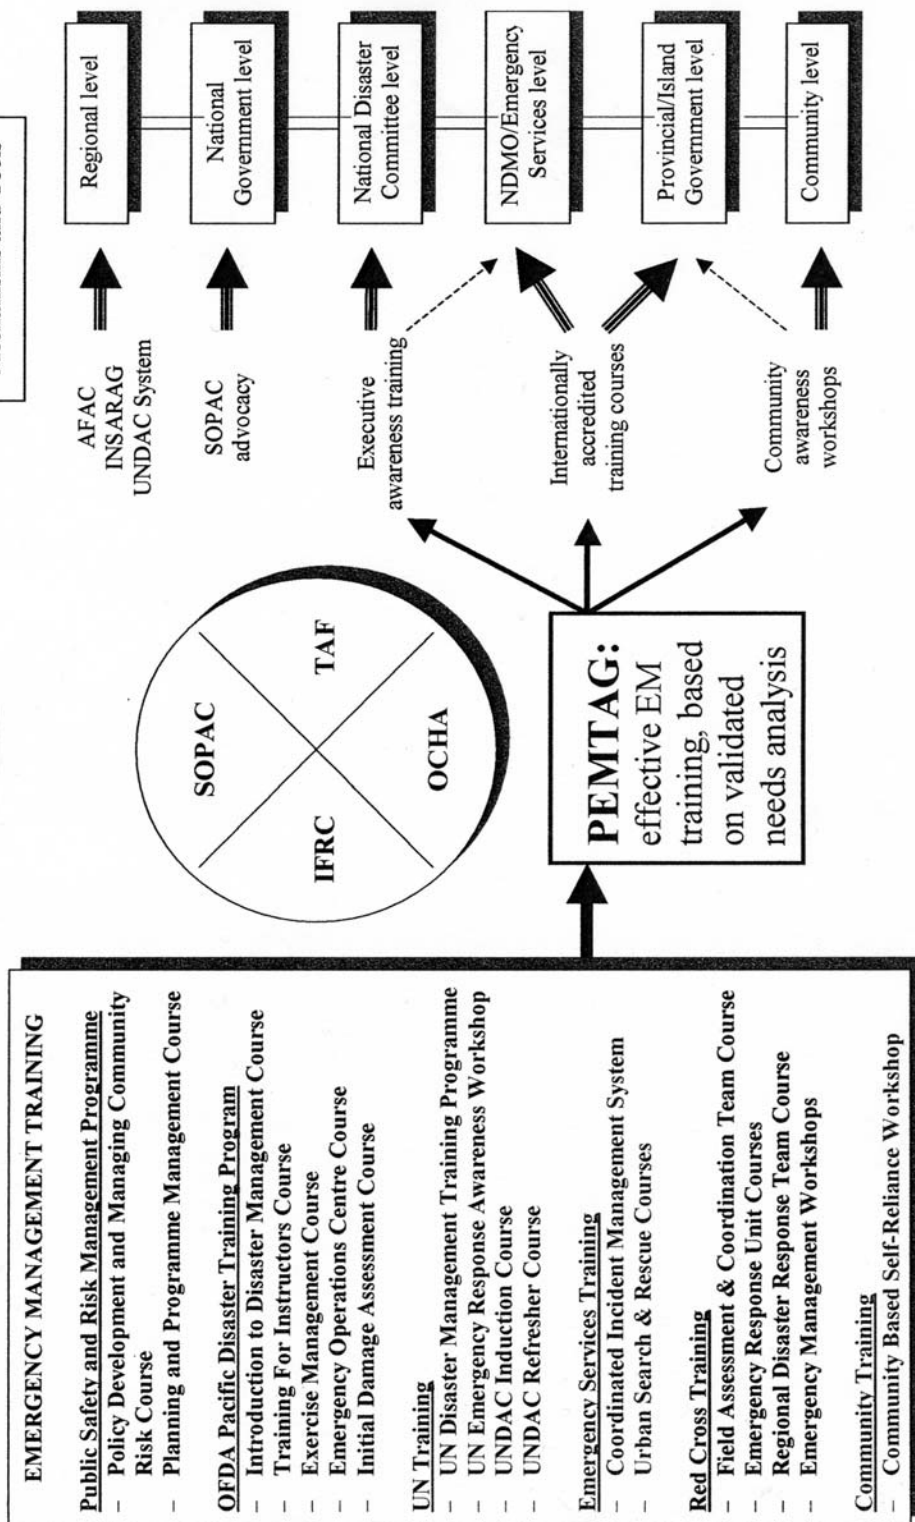 EMERGENCY MANAGEMENT TRAINING
Public Safety and Risk Management Programme
– Policy Development and Managing Community
Risk Course
– Planning and Programme Management Course
OFDA Pacific Disaster Training Program
– Introduction to Disaster Management Course
– Training For Instructors Course
– Exercise Management Course
– Emergency Operations Centre Course
– Initial Damage Assessment Course
UN Training
– UN Disaster Management Training Programme
– UN Emergency Response Awareness Workshop
– UNDAC Induction Course
– UNDAC Refresher Course
Emergency Services Training
– Coordinated Incident Management System
– Urban Search & Rescue Courses
Red Cross Training
– Field Assessment & Coordination Team Course
– Emergency Response Unit Courses
– Regional Disaster Response Team Course
– Emergency Management Workshops
Community Training
– Community Based Self-Reliance Workshop
SOPAC
IFRC
TAF
OCHA
PEMTAG:
effective EM
training, based
on validated
needs analysis
AFAC
INSARAG
UNDAC System
SOPAC
advocacy
Executive
awareness training
Internationally
accredited
training courses
Community
awareness
workshops
Regional level
National
Government level
National Disaster
Committee level
NDMO/Emergency
Services level
Provincial/Island
Government level
Community level